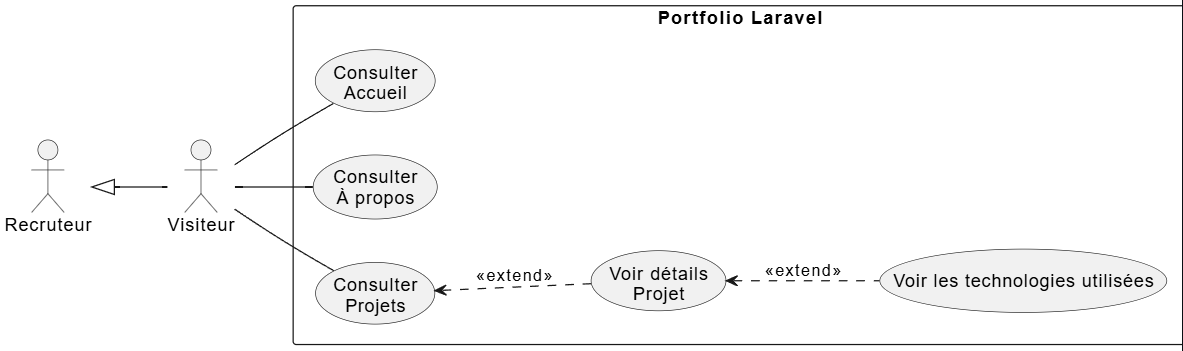 Portfolio Laravel
Consulter
Accueil
Consulter
À propos
Recruteur
Visiteur
Consulter
Projets
«extend»
Voir détails
Projet
«extend»
Voir les technologies utilisées